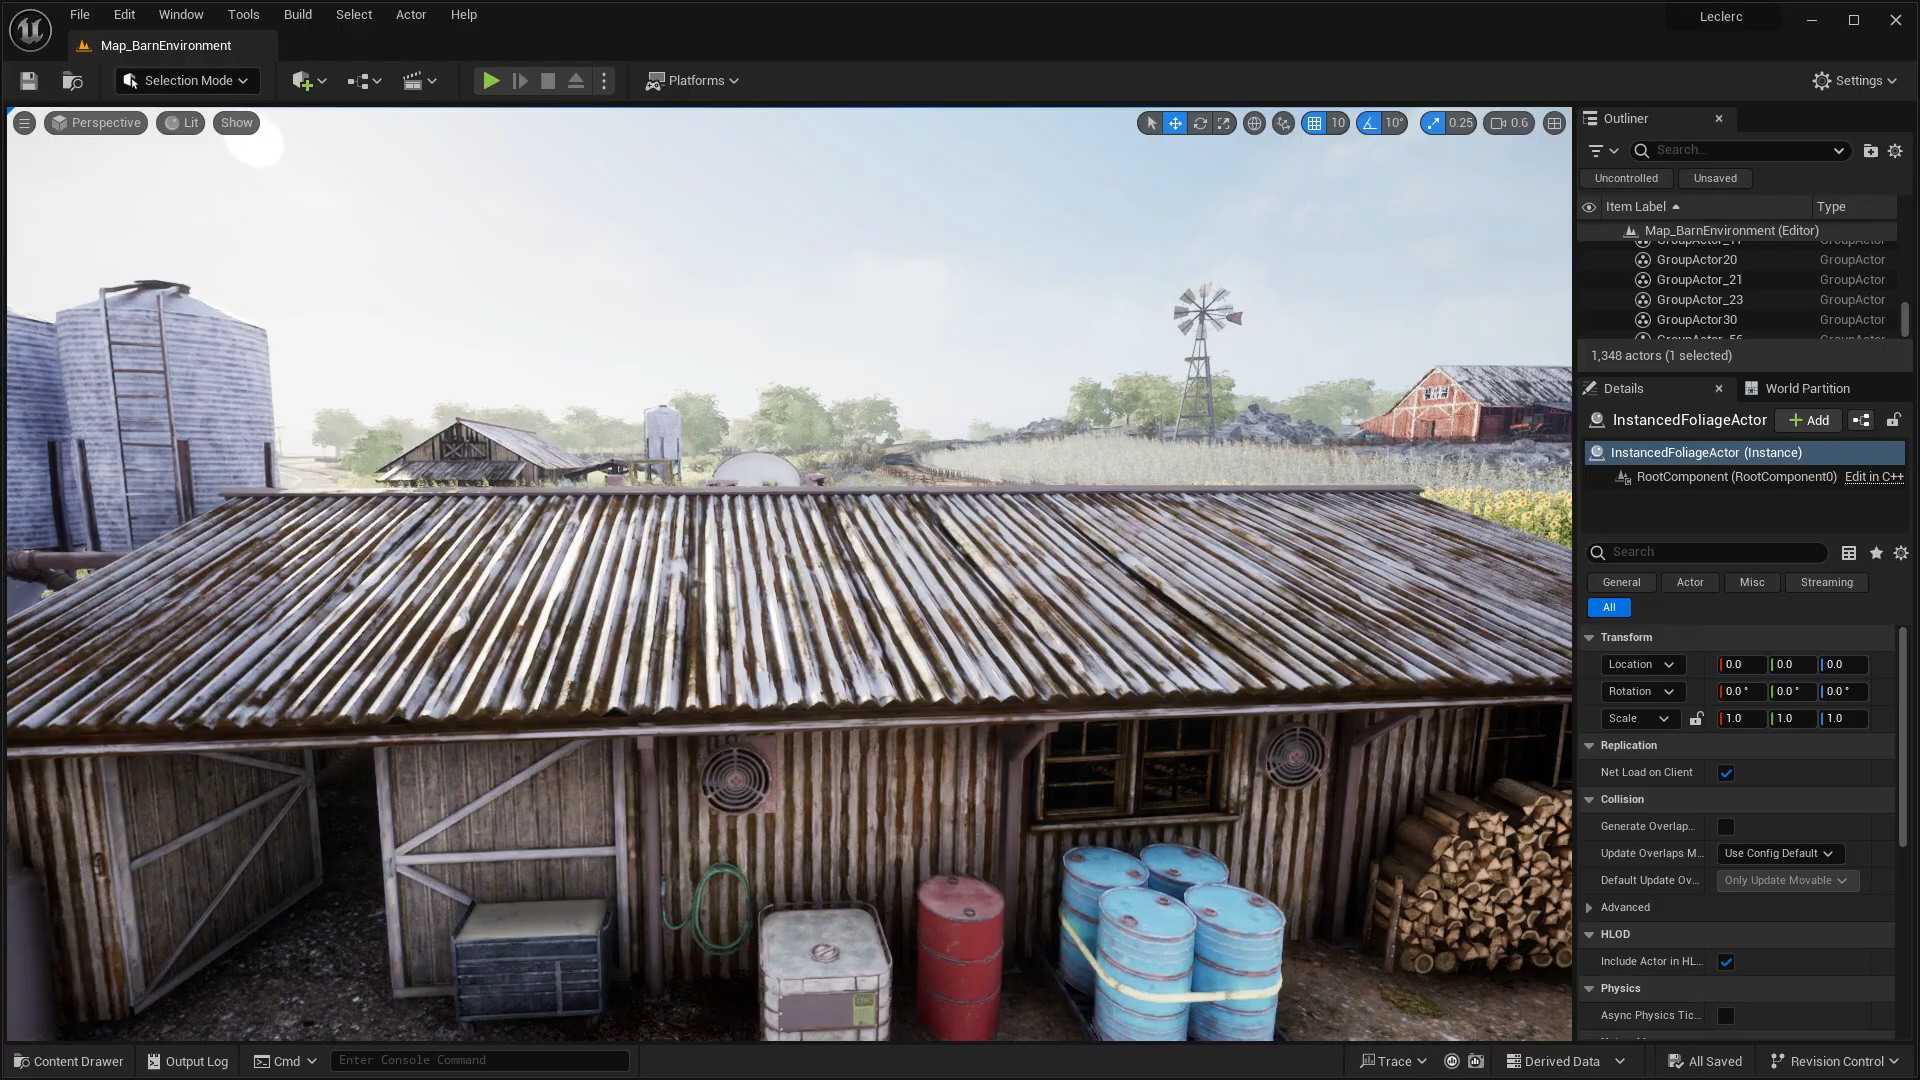 File Edit Window Tools Build Select Actor Help
Leclerc
Map_BarnEnvironment
Selection Mode
Platforms
Settings
Perspective Lit Show
10 10° 0.25 0.6
Outliner
Search...
Uncontrolled Unsaved
Item Label Type
Map_BarnEnvironment (Editor)
GroupActor20 GroupActor
GroupActor_21 GroupActor
GroupActor_23 GroupActor
GroupActor30 GroupActor
1,348 actors (1 selected)
Details World Partition
InstancedFoliageActor Add
InstancedFoliageActor (Instance)
RootComponent (RootComponent0) Edit in C++
Search
General Actor Misc Streaming
All
Transform
Location 0.0 0.0 0.0
Rotation 0.0 ° 0.0 ° 0.0 °
Scale 1.0 1.0 1.0
Replication
Net Load on Client
Collision
Generate Overlap...
Update Overlaps M... Use Config Default
Default Update Ov... Only Update Movable
Advanced
HLOD
Include Actor in HL...
Physics
Async Physics Tic...
Content Drawer Output Log Cmd Enter Console Command Trace Derived Data All Saved Revision Control